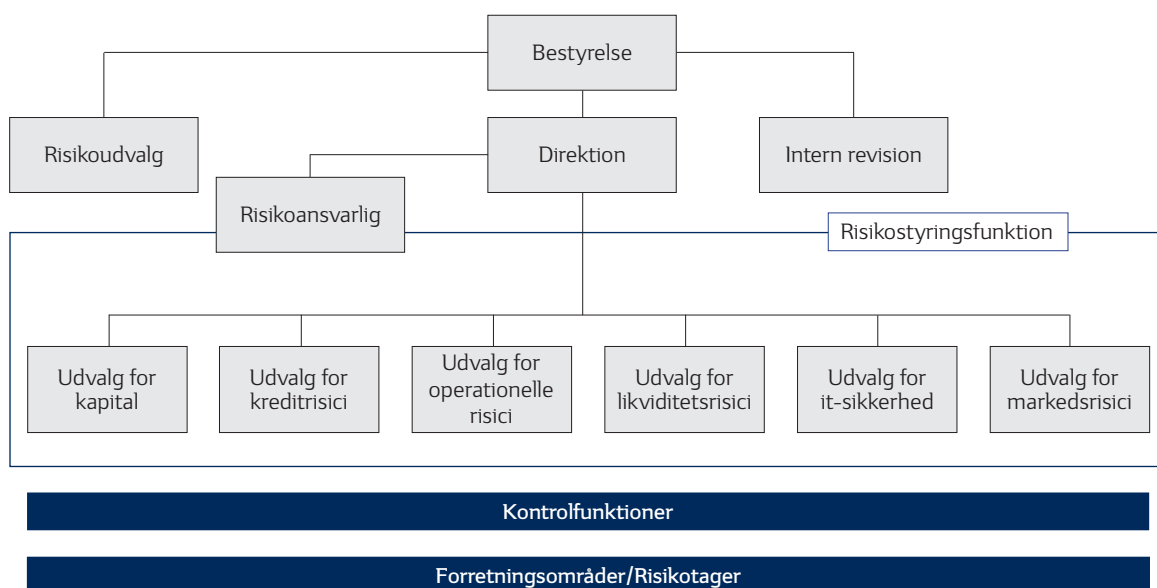 Bestyrelse
Risikoudvalg
Direktion
Intern revision
Risikoansvarlig
Risikostyringsfunktion
Udvalg for
kapital
Udvalg for
kreditrisici
Udvalg for
operationelle
risici
Udvalg for
likviditetsrisici
Udvalg for
it-sikkerhed
Udvalg for
markedsrisici
Kontrolfunktioner
Forretningsområder/Risikotager